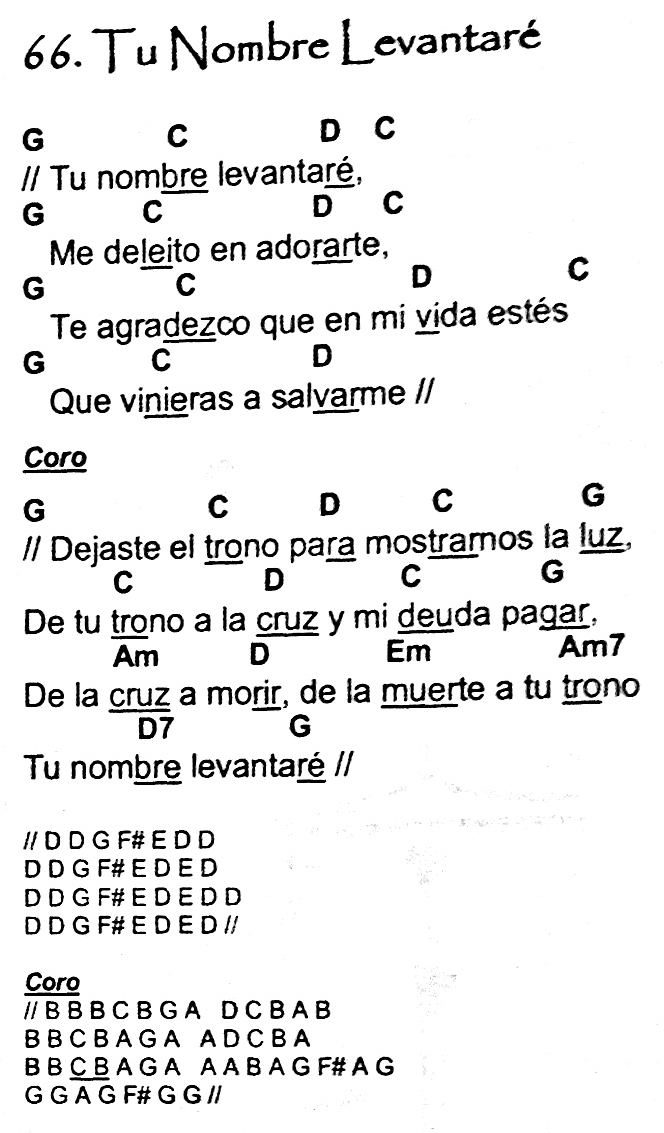 66. Tu Nombre Levantaré
G C D C
// Tu nombre levantaré,
G C D C
Me deleito en adorarte,
G C D C
Te agradezco que en mi vida estés
G C D
Que vinieras a salvarme //
Coro
G C D C G
// Dejaste el trono para mostrarnos la luz,
C D C G
De tu trono a la cruz y mi deuda pagar,
Am D Em Am7
De la cruz a morir, de la muerte a tu trono
D7 G
Tu nombre levantaré //
// D D G F# E D D
D D G F# E D E D
D D G F# E D E D D
D D G F# E D E D //
Coro
// B B B C B G A D C B A B
B B C B A G A A D C B A
B B C B A G A A A B A G F# A G
G G A G F# G G //